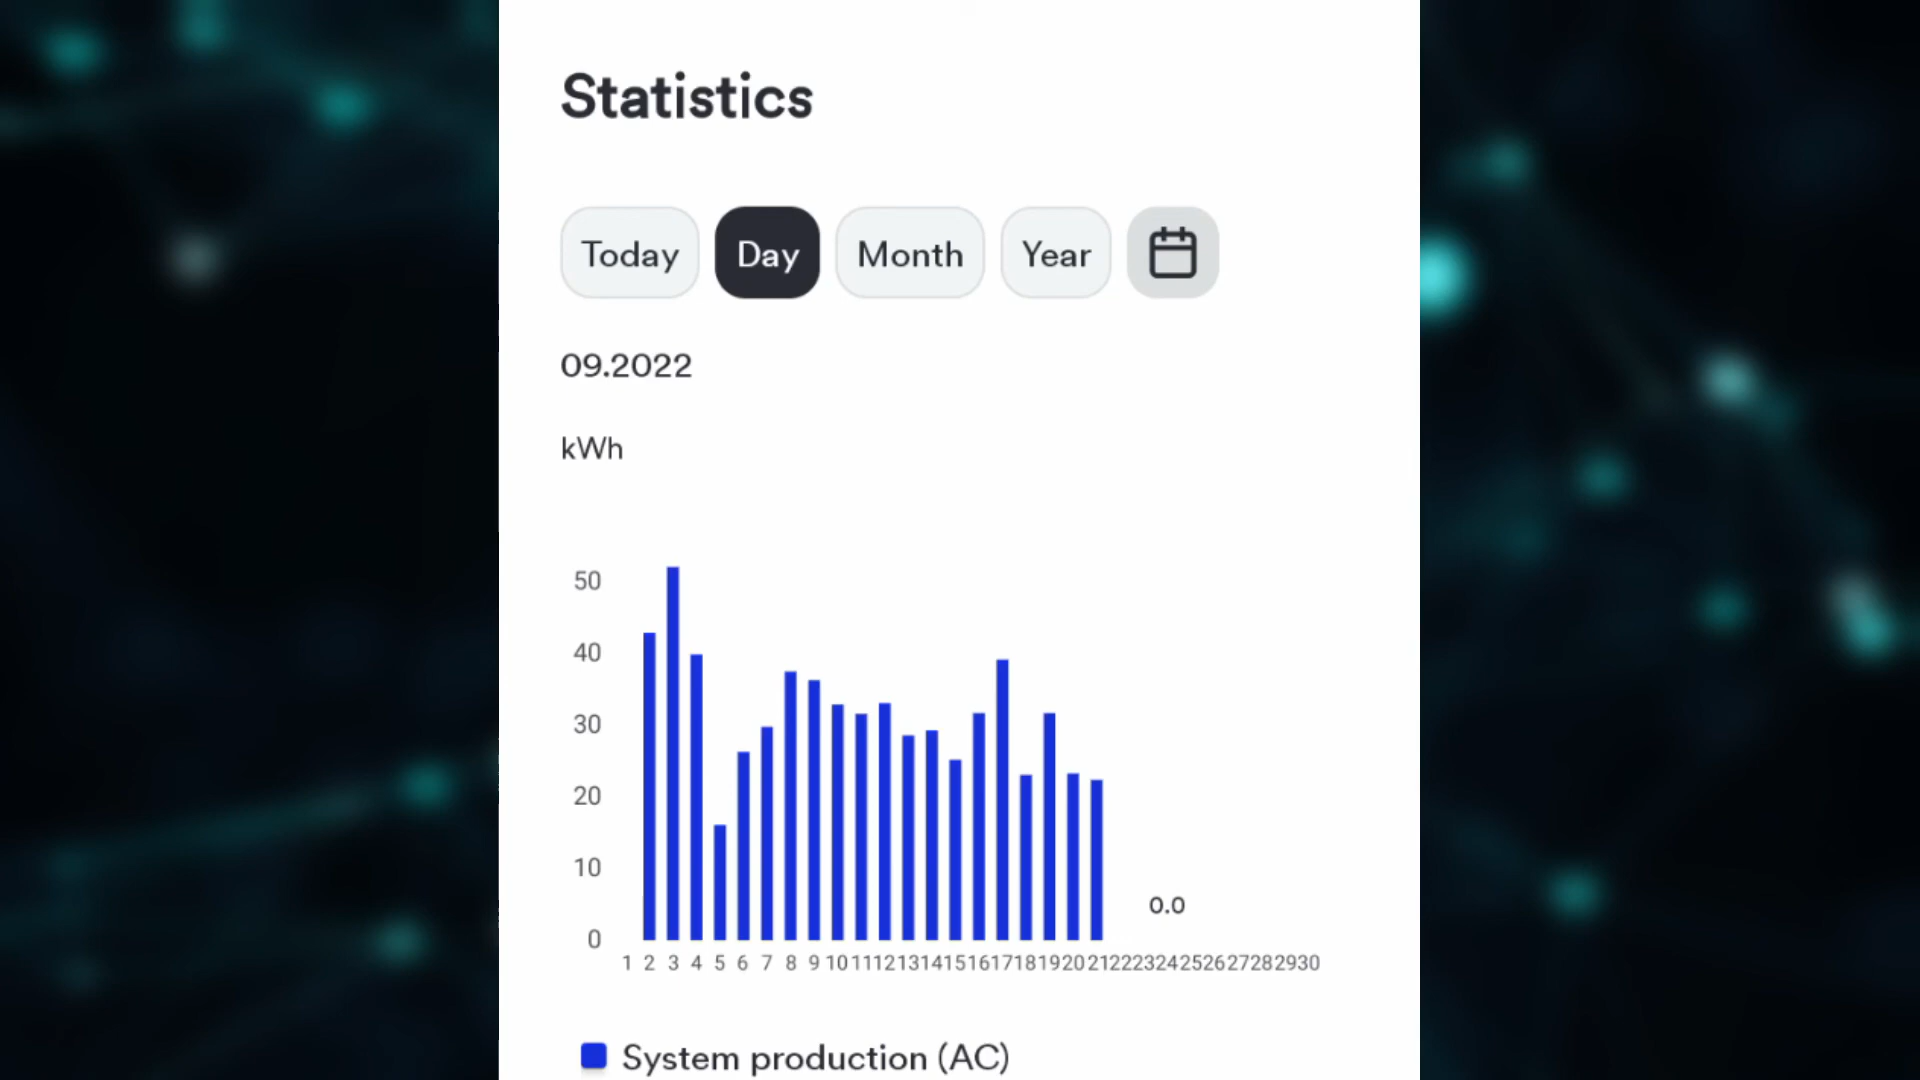 Statistics
Today Day Month Year
09.2022
kWh
50
40
30
20
10
0.0
0
1 2 3 4 5 6 7 8 9 10 11 12 13 14 15 16 17 18 19 20 21 22 23 24 25 26 27 28 29 30
System production (AC)